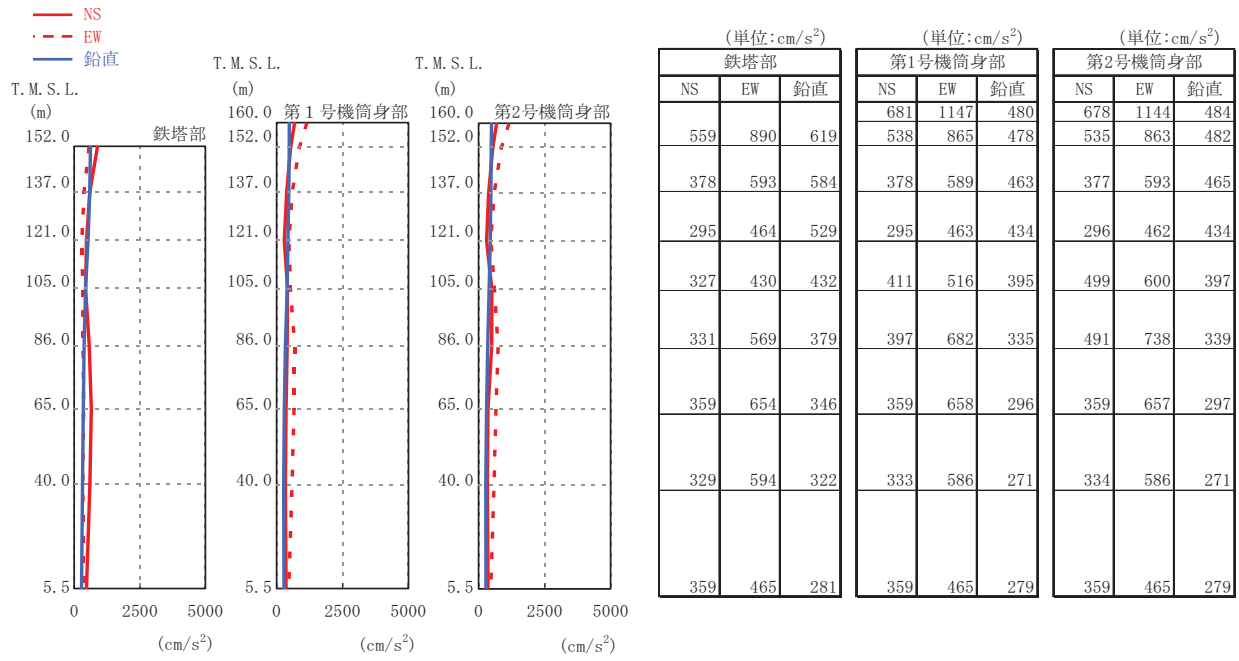 NS
EW
鉛直
T.M.S.L.
(m)
鉄塔部
152.0
137.0
121.0
105.0
86.0
65.0
40.0
5.5
0 2500 5000
(cm/s²)
T.M.S.L.
(m)
160.0 第1号機筒身部
152.0
137.0
121.0
105.0
86.0
65.0
40.0
5.5
0 2500 5000
(cm/s²)
T.M.S.L.
(m)
160.0 第2号機筒身部
152.0
137.0
121.0
105.0
86.0
65.0
40.0
5.5
0 2500 5000
(cm/s²)
(単位:cm/s²)
鉄塔部
NS EW 鉛直
559 890 619
378 593 584
295 464 529
327 430 432
331 569 379
359 654 346
329 594 322
359 465 281
(単位:cm/s²)
第1号機筒身部
NS EW 鉛直
681 1147 480
538 865 478
378 589 463
295 463 434
411 516 395
397 682 335
359 658 296
333 586 271
359 465 279
(単位:cm/s²)
第2号機筒身部
NS EW 鉛直
678 1144 484
535 863 482
377 593 465
296 462 434
499 600 397
491 738 339
359 657 297
334 586 271
359 465 279